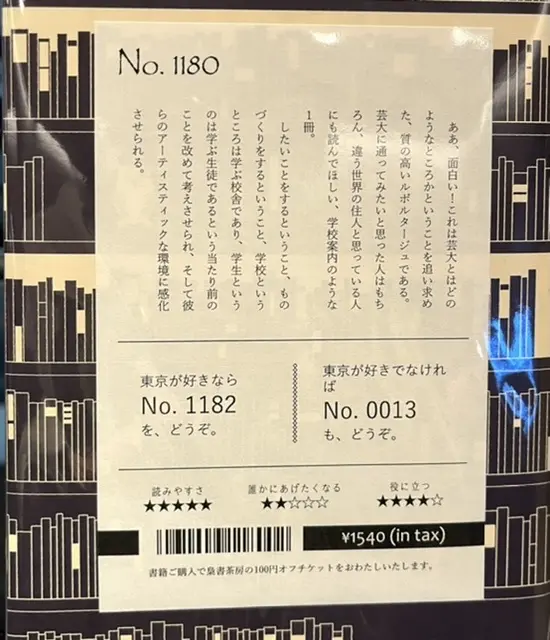 No. 1180
ああ、面白い！これは芸大とはどの
ようなところかということを追い求め
た、質の高いルポルタージュである。
芸大に通ってみたいと思った人はもち
ろん、違う世界の住人と思っている人
にも読んでほしい、学校案内のような
1冊。
したいことをするということ、もの
づくりをするということ、学校という
ところは学ぶ校舎であり、学生という
のは学ぶ生徒であるという当たり前の
ことを改めて考えさせられ、そして彼
らのアーティスティックな環境に感化
させられる。
東京が好きなら
No. 1182
を、どうぞ。
東京が好きでなけれ
ば
No. 0013
も、どうぞ。
読みやすさ
★★★★★
誰かにあげたくなる
★★☆☆☆
役に立つ
★★★★☆
¥1540 (in tax)
書籍ご購入で梟書茶房の100円オフチケットをおわたしいたします。